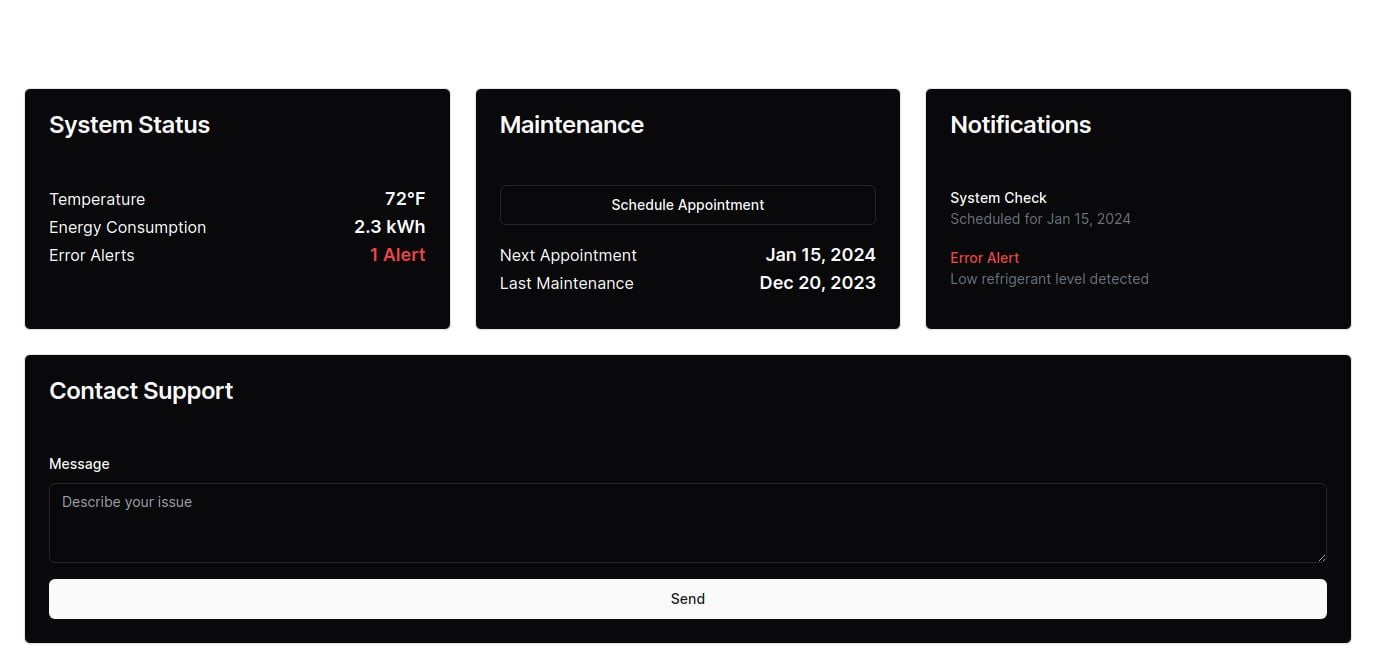 System Status
Temperature 72°F
Energy Consumption 2.3 kWh
Error Alerts 1 Alert
Maintenance
Schedule Appointment
Next Appointment Jan 15, 2024
Last Maintenance Dec 20, 2023
Notifications
System Check
Scheduled for Jan 15, 2024
Error Alert
Low refrigerant level detected
Contact Support
Message
Describe your issue
Send